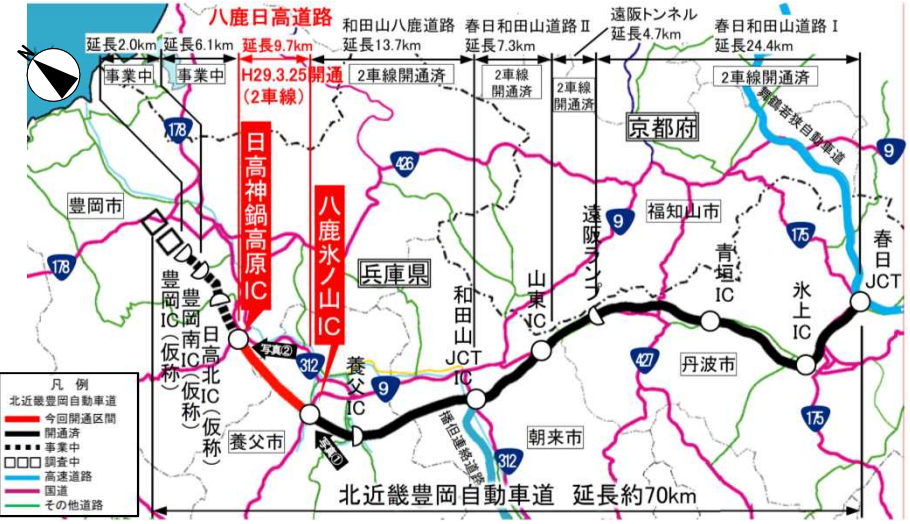 八鹿日高道路
和田山八鹿道路
春日和田山道路Ⅱ
遠阪トンネル
春日和田山道路Ⅰ
延長2.0km
延長6.1km
延長9.7km
延長13.7km
延長7.3km
延長4.7km
延長24.4km
事業中
事業中
H29.3.25開通
(2車線)
2車線開通済
2車線
開通済
2車線
開通済
2車線開通済
N
178
426
9
175
9
178
312
9
427
175
312
舞鶴若狭自動車道
京都府
兵庫県
豊岡市
福知山市
丹波市
朝来市
養父市
日高神鍋高原IC
八鹿氷ノ山IC
豊岡IC(仮称)
豊岡南IC(仮称)
日高北IC(仮称)
養父IC
和田山JCT
IC
山東IC
遠阪ランプ
青垣IC
氷上IC
春日JCT
写真②
写真①
播但連絡道路
北近畿豊岡自動車道 延長約70km
凡 例
北近畿豊岡自動車道
今回開通区間
開通済
事業中
調査中
高速道路
国道
その他道路